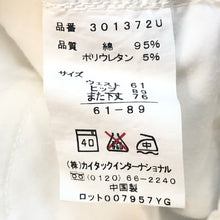 品番 301372U
品質 綿 95%
ポリウレタン 5%
サイズ
ウェスト 61
ヒップ 89
また下丈 76
61-89
40
(株)カイタックインターナショナル
☎(0120)66-2240
中国製
ロット007957YG